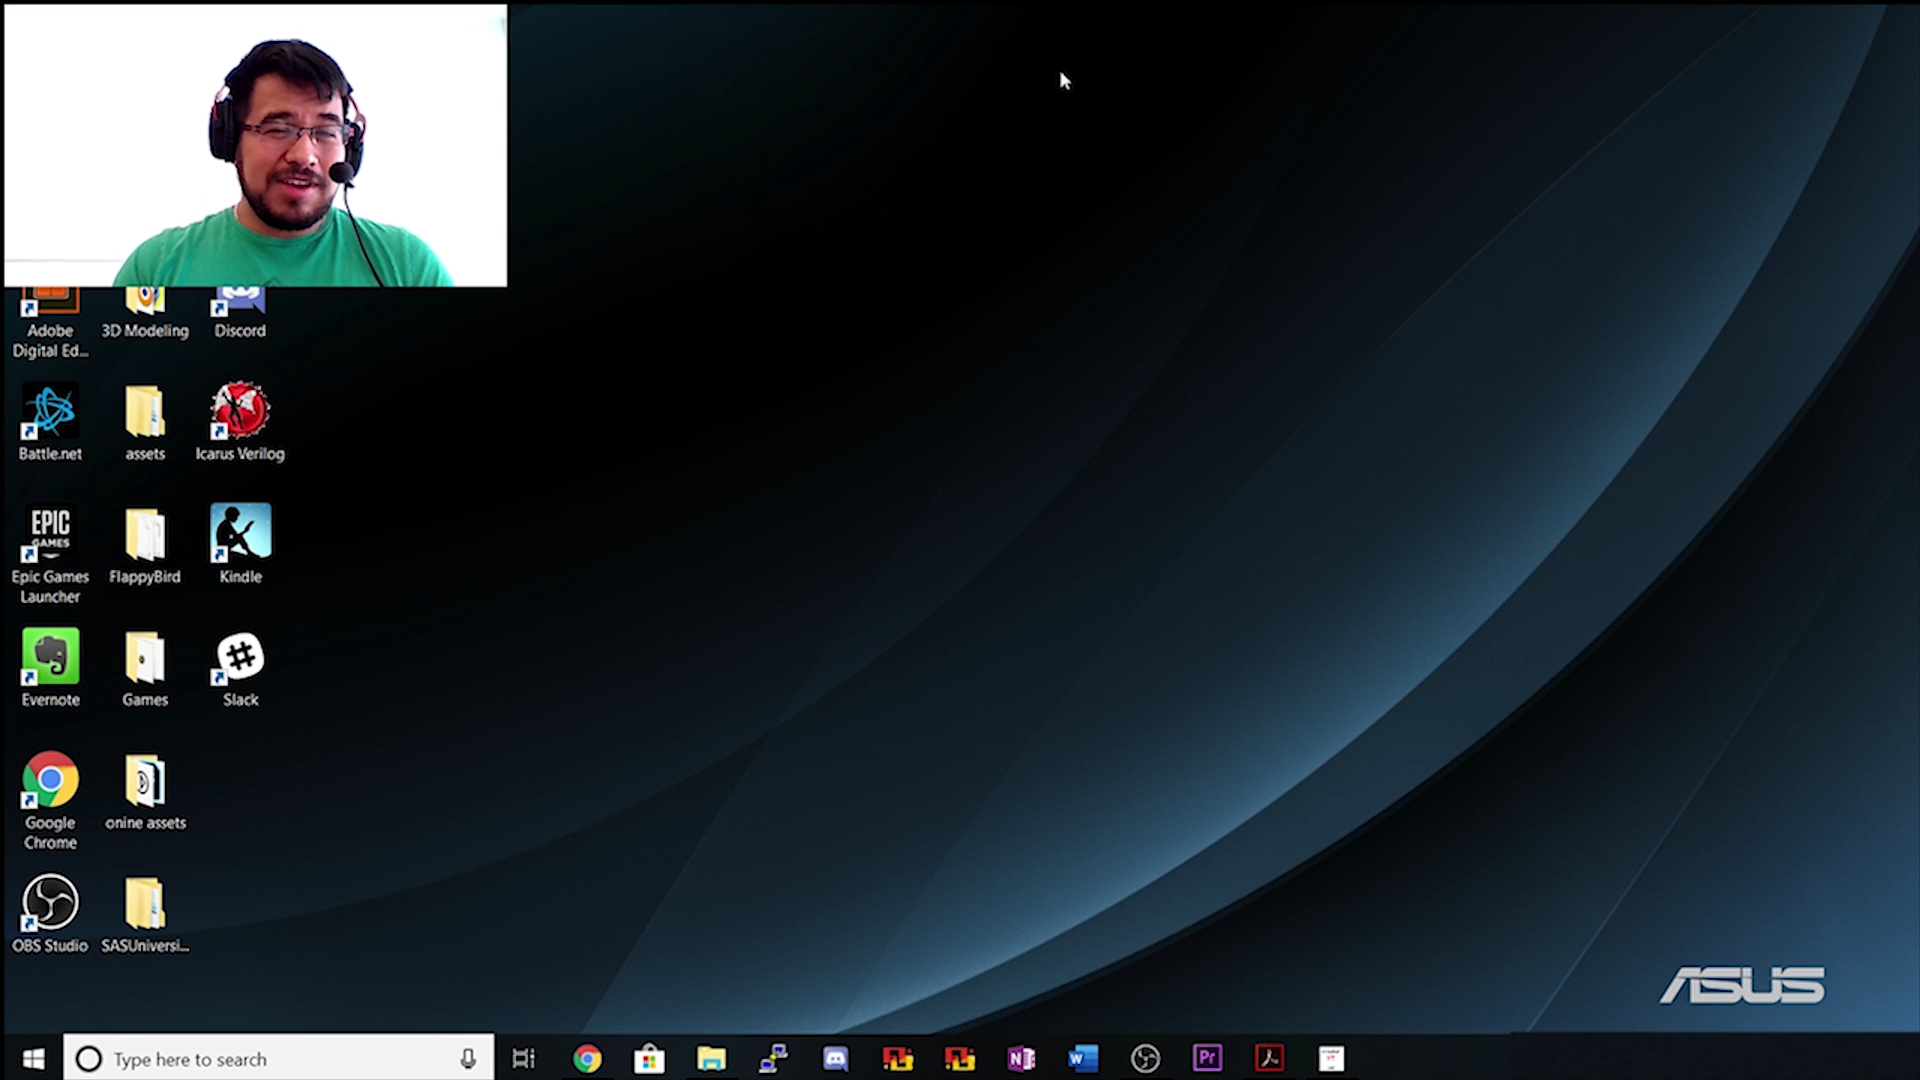 Adobe
Digital Ed...
3D Modeling
Discord
Battle.net
assets
Icarus Verilog
EPIC
GAMES
Epic Games
Launcher
FlappyBird
Kindle
Evernote
Games
Slack
Google
Chrome
onine assets
OBS Studio
SASUniversi...
ASUS
Type here to search
N
W
Pr